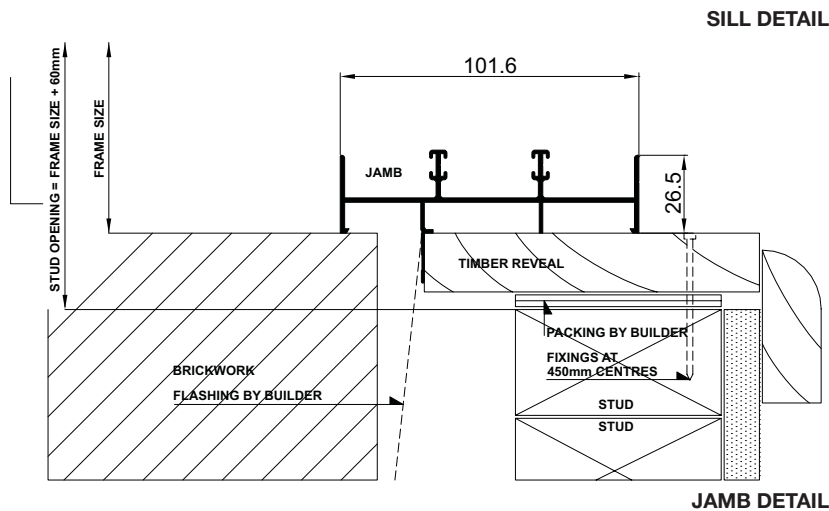 SILL DETAIL
STUD OPENING = FRAME SIZE + 60mm
FRAME SIZE
101.6
JAMB
26.5
TIMBER REVEAL
PACKING BY BUILDER
BRICKWORK
FIXINGS AT
450mm CENTRES
FLASHING BY BUILDER
STUD
STUD
JAMB DETAIL